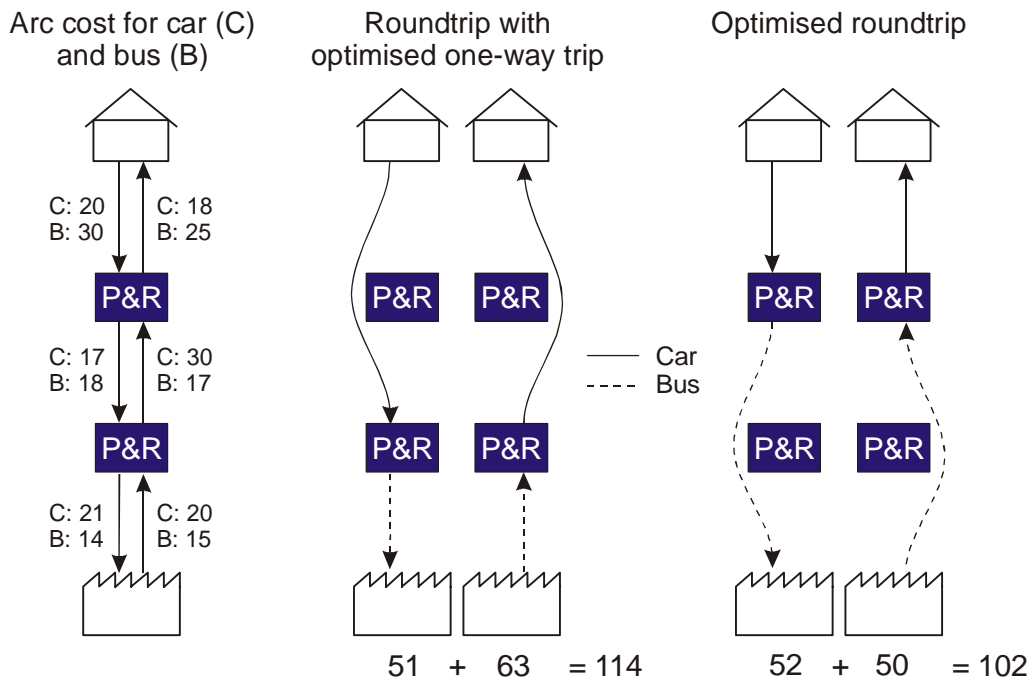 Arc cost for car (C)
and bus (B)
Roundtrip with
optimised one-way trip
Optimised roundtrip
C: 20
B: 30
C: 18
B: 25
P&R
C: 17
B: 18
C: 30
B: 17
P&R
C: 21
B: 14
C: 20
B: 15
P&R
P&R
P&R
P&R
51 + 63 = 114
Car
Bus
P&R
P&R
P&R
P&R
52 + 50 = 102